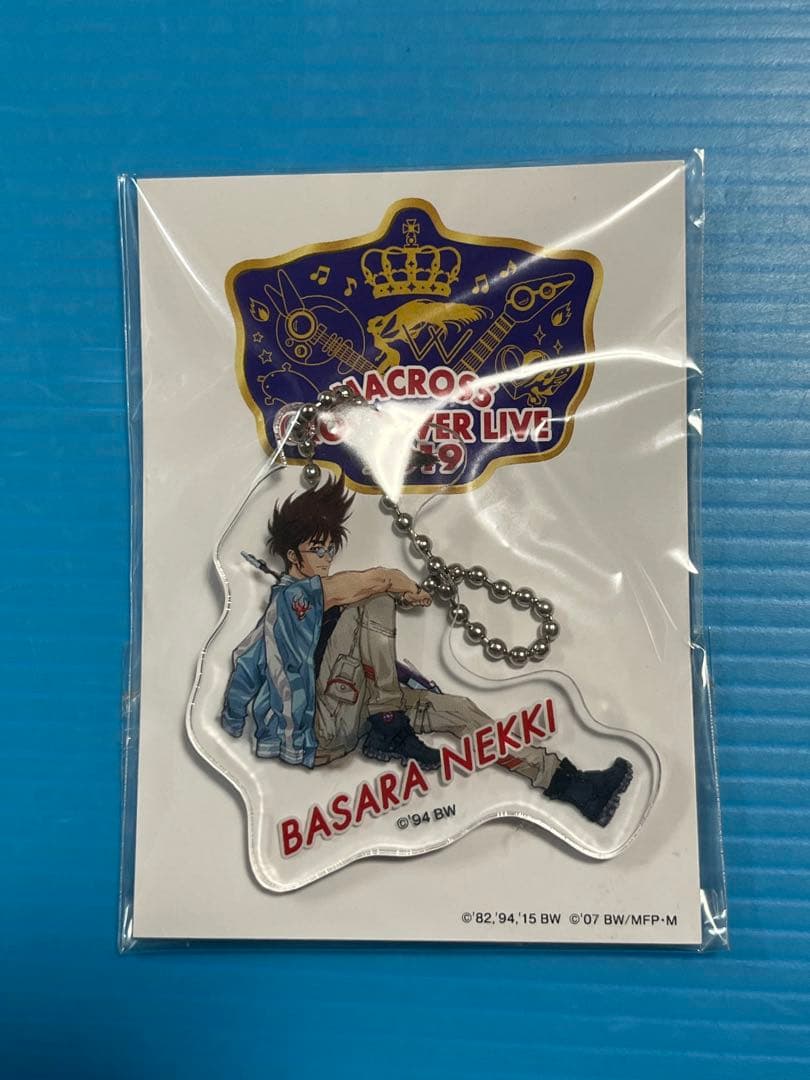 MACROSS
LIVE
BASARA NEKKI
©'94 BW
©'82,'94,'15 BW ©'07 BW/MFP・M